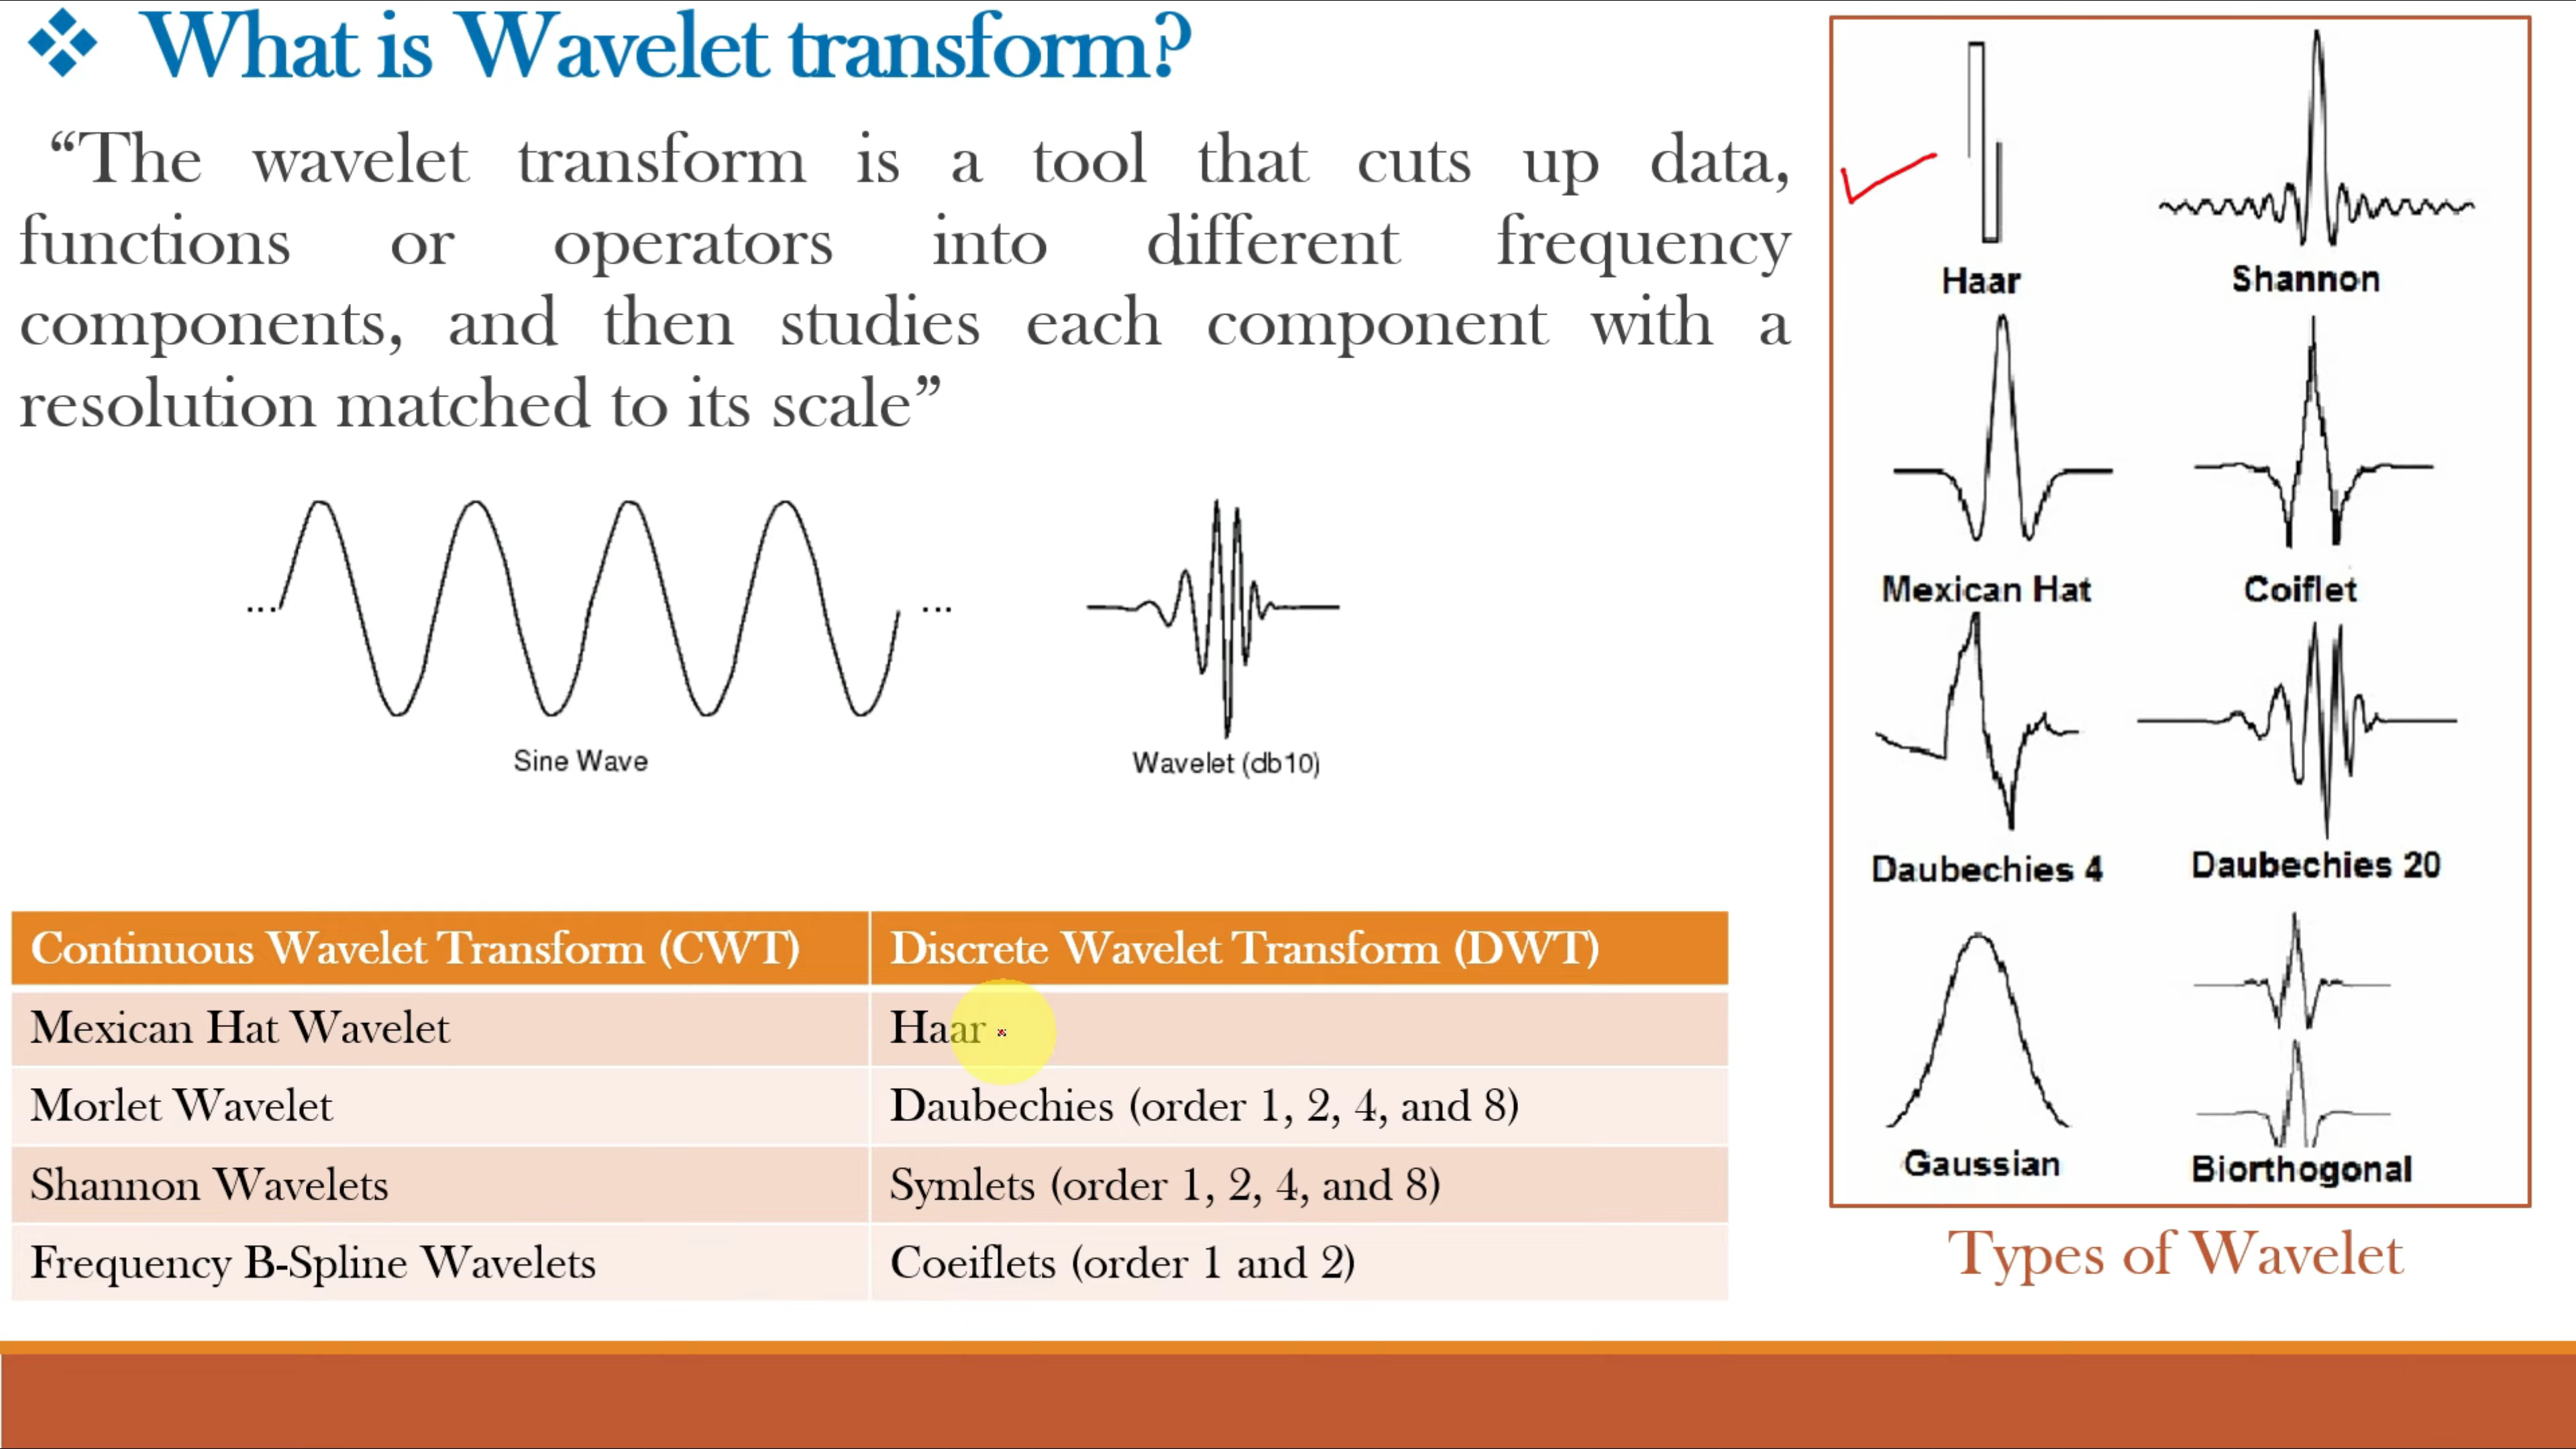 What is Wavelet transform?
“The wavelet transform is a tool that cuts up data,
functions or operators into different frequency
components, and then studies each component with a
resolution matched to its scale”
... ...
Sine Wave
Wavelet (db10)
Continuous Wavelet Transform (CWT) Discrete Wavelet Transform (DWT)
Mexican Hat Wavelet Haar
Morlet Wavelet Daubechies (order 1, 2, 4, and 8)
Shannon Wavelets Symlets (order 1, 2, 4, and 8)
Frequency B-Spline Wavelets Coeiflets (order 1 and 2)
Haar Shannon
Mexican Hat Coiflet
Daubechies 4 Daubechies 20
Gaussian Biorthogonal
Types of Wavelet